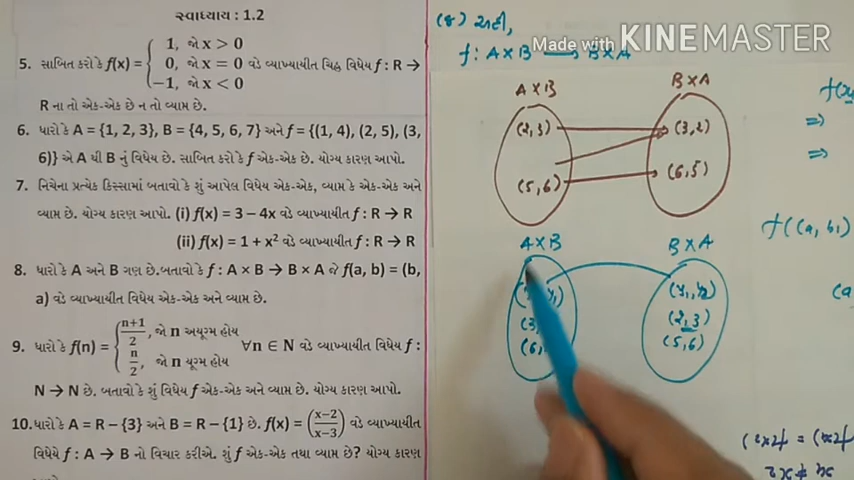 સ્વાધ્યાય : 1.2
5. સાબિત કરો કે f(x) = { 1, જો x > 0
0, જો x = 0 વડે વ્યાખ્યાયીત ચિહ્ન વિધેય f : R →
−1, જો x < 0
R ના તો એક-એક છે ન તો વ્યાપ્ત છે.
6. ધારો કે A = {1, 2, 3}, B = {4, 5, 6, 7} અને f = {(1, 4), (2, 5), (3,
6)} એ A થી B નું વિધેય છે. સાબિત કરો કે f એક-એક છે. યોગ્ય કારણ આપો.
7. નિચેના પ્રત્યેક કિસ્સામાં બતાવો કે શું આપેલ વિધેય એક-એક, વ્યાપ્ત કે એક-એક અને
વ્યાપ્ત છે. યોગ્ય કારણ આપો. (i) f(x) = 3 − 4x વડે વ્યાખ્યાયીત f : R → R
(ii) f(x) = 1 + x² વડે વ્યાખ્યાયીત f : R → R
8. ધારો કે A અને B ગણ છે.બતાવો કે f : A × B → B × A જે f(a, b) = (b,
a) વડે વ્યાખ્યાયીત વિધેય એક-એક અને વ્યાપ્ત છે.
9. ધારો કે f(n) = { n+1/2, જો n અયૂગ્મ હોય ∀n ∈ N વડે વ્યાખ્યાયીત વિધેય f :
n/2, જો n યૂગ્મ હોય
N → N છે. બતાવો કે શું વિધેય f એક-એક અને વ્યાપ્ત છે. યોગ્ય કારણ આપો.
10.ધારો કે A = R − {3} અને B = R − {1} છે. f(x) = (x−2/x−3) વડે વ્યાખ્યાયીત
વિધેયે f : A → B નો વિચાર કરીએ. શું f એક-એક તથા વ્યાપ્ત છે? યોગ્ય કારણ
(8)
Made with KINEMASTER
f : A × B → B × A
A × B B × A
(2,3) (3,2)
(5,6) (6,5)
A × B B × A
(2,3)
(5,6)
⇒
⇒
f((a, b₁)
(a